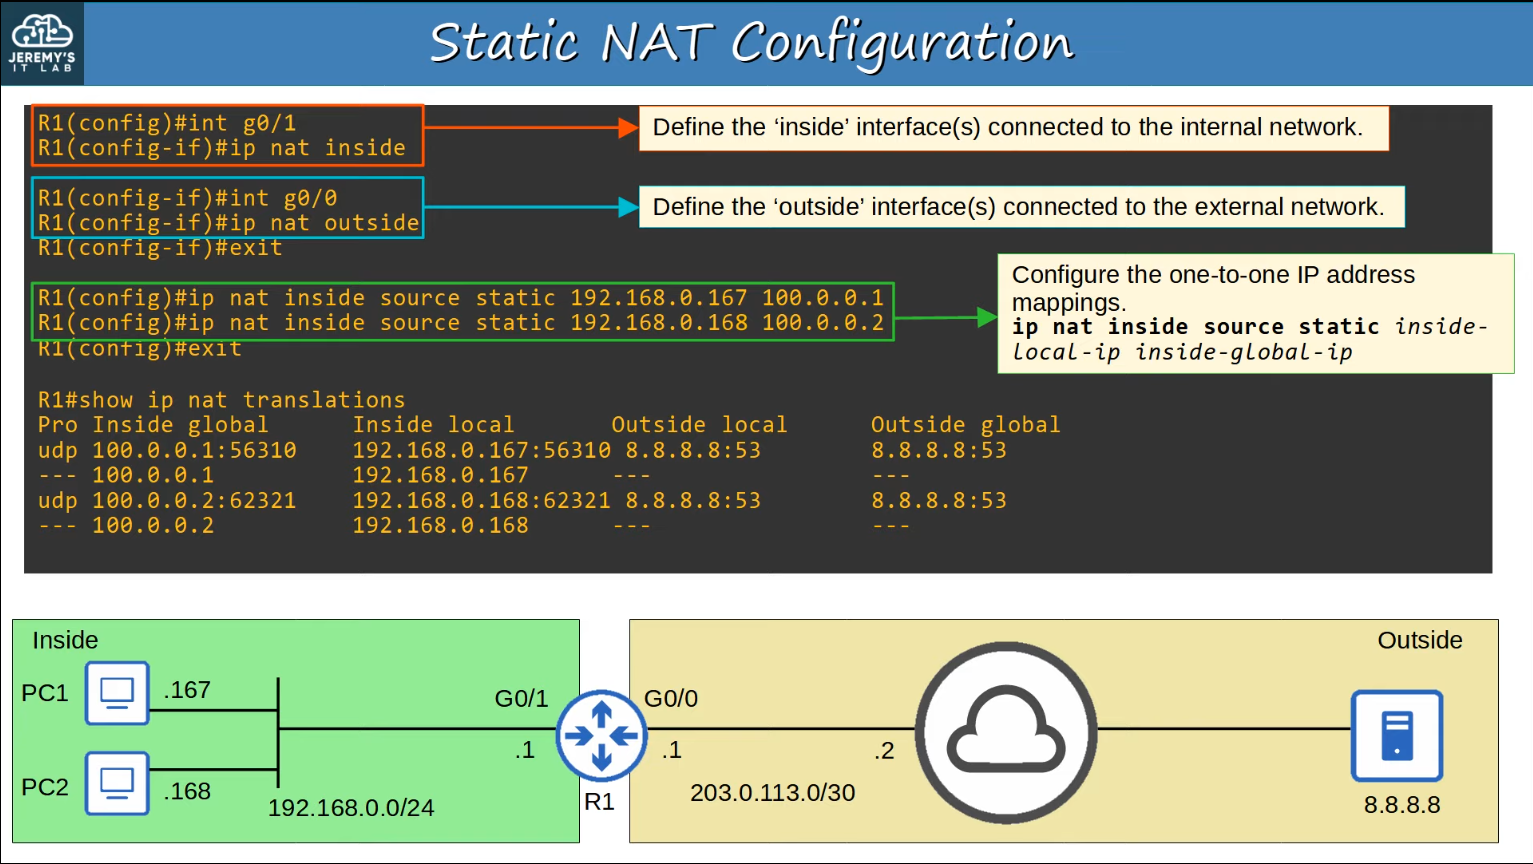 JEREMY'S
IT LAB
Static NAT Configuration
R1(config)#int g0/1
R1(config-if)#ip nat inside
Define the ‘inside’ interface(s) connected to the internal network.
R1(config-if)#int g0/0
R1(config-if)#ip nat outside
R1(config-if)#exit
Define the ‘outside’ interface(s) connected to the external network.
R1(config)#ip nat inside source static 192.168.0.167 100.0.0.1
R1(config)#ip nat inside source static 192.168.0.168 100.0.0.2
R1(config)#exit
Configure the one-to-one IP address
mappings.
ip nat inside source static inside-
local-ip inside-global-ip
R1#show ip nat translations
Pro Inside global Inside local Outside local Outside global
udp 100.0.0.1:56310 192.168.0.167:56310 8.8.8.8:53 8.8.8.8:53
--- 100.0.0.1 192.168.0.167 --- ---
udp 100.0.0.2:62321 192.168.0.168:62321 8.8.8.8:53 8.8.8.8:53
--- 100.0.0.2 192.168.0.168 --- ---
Inside
PC1
.167
PC2
.168
192.168.0.0/24
G0/1
.1
R1
G0/0
.1
.2
203.0.113.0/30
Outside
8.8.8.8